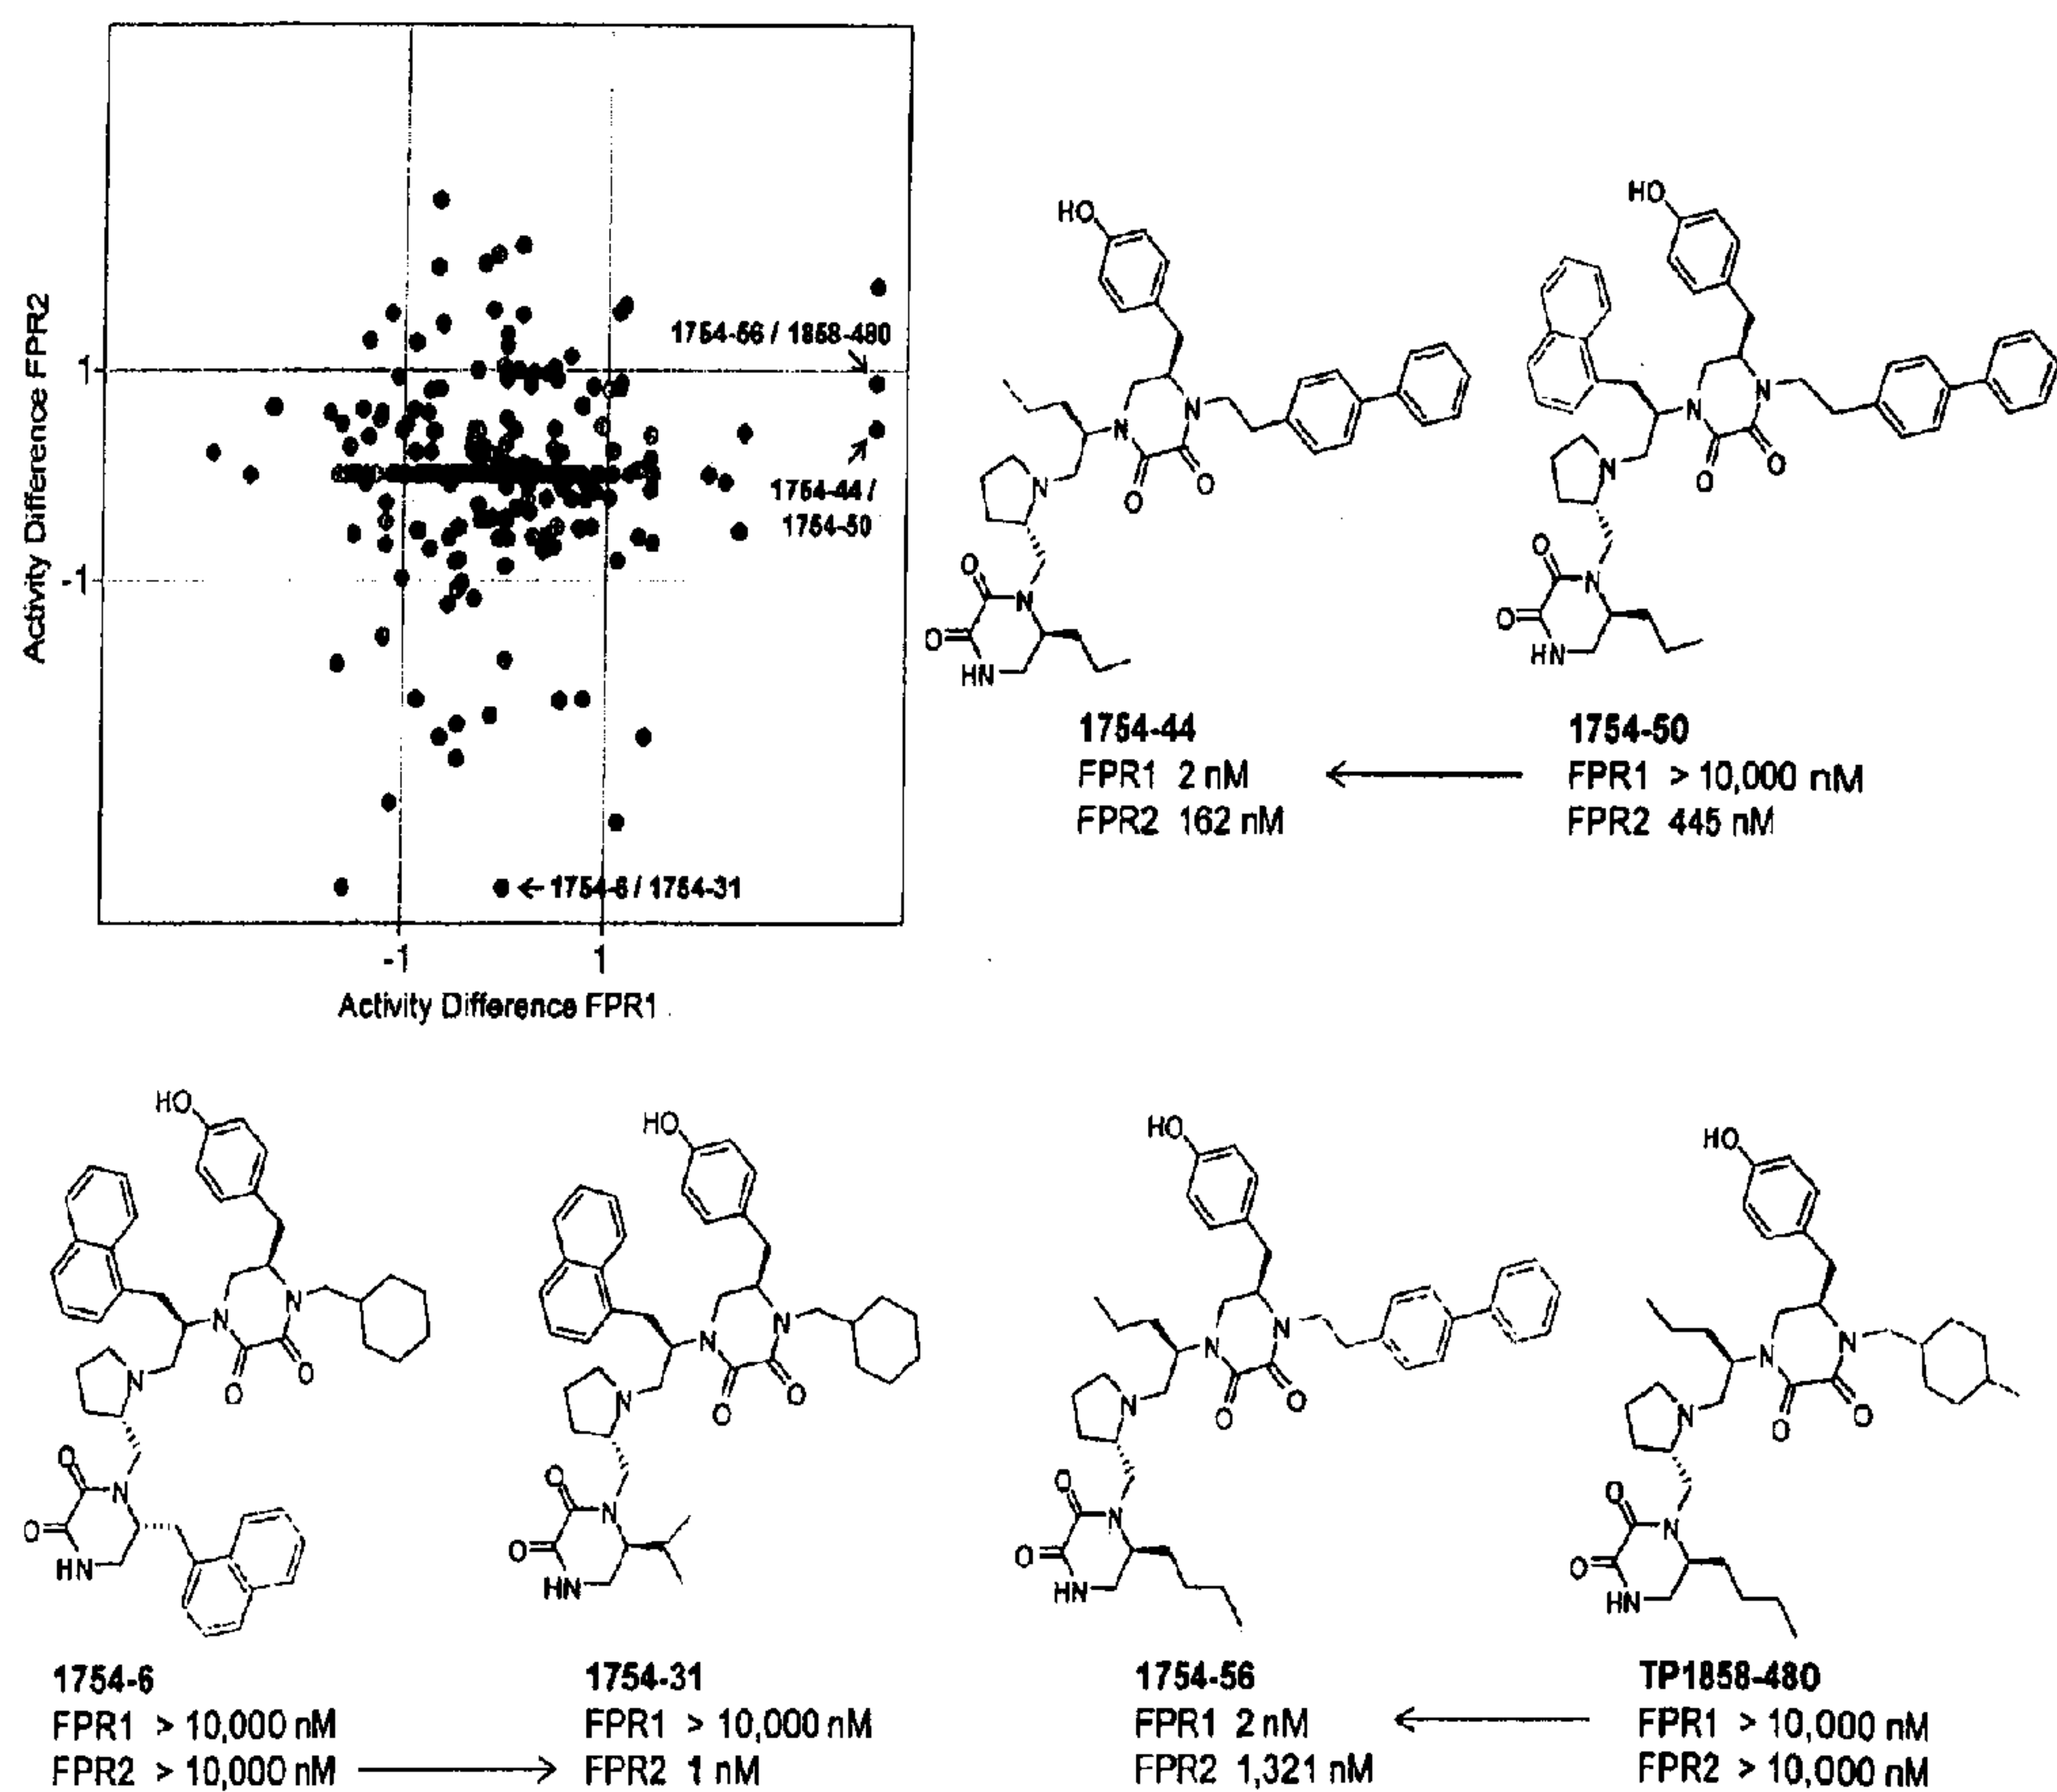 Activity Difference FPR2
1
-1
1754-56 / 1858-480
1754-44 /
1754-50
1754-6 / 1754-31
-1
1
Activity Difference FPR1
HO
N
N
O
O
N
O
N
O
HN
1754-44
FPR1 2 nM
FPR2 162 nM
HO
N
N
O
O
N
O
N
O
HN
1754-50
FPR1 > 10,000 nM
FPR2 445 nM
HO
N
N
O
O
N
O
N
O
HN
1754-6
FPR1 > 10,000 nM
FPR2 > 10,000 nM
HO
N
N
O
O
N
O
N
O
HN
1754-31
FPR1 > 10,000 nM
FPR2 1 nM
HO
N
N
O
O
N
O
N
O
HN
1754-56
FPR1 2 nM
FPR2 1,321 nM
HO
N
N
O
O
N
O
N
O
HN
TP1858-480
FPR1 > 10,000 nM
FPR2 > 10,000 nM